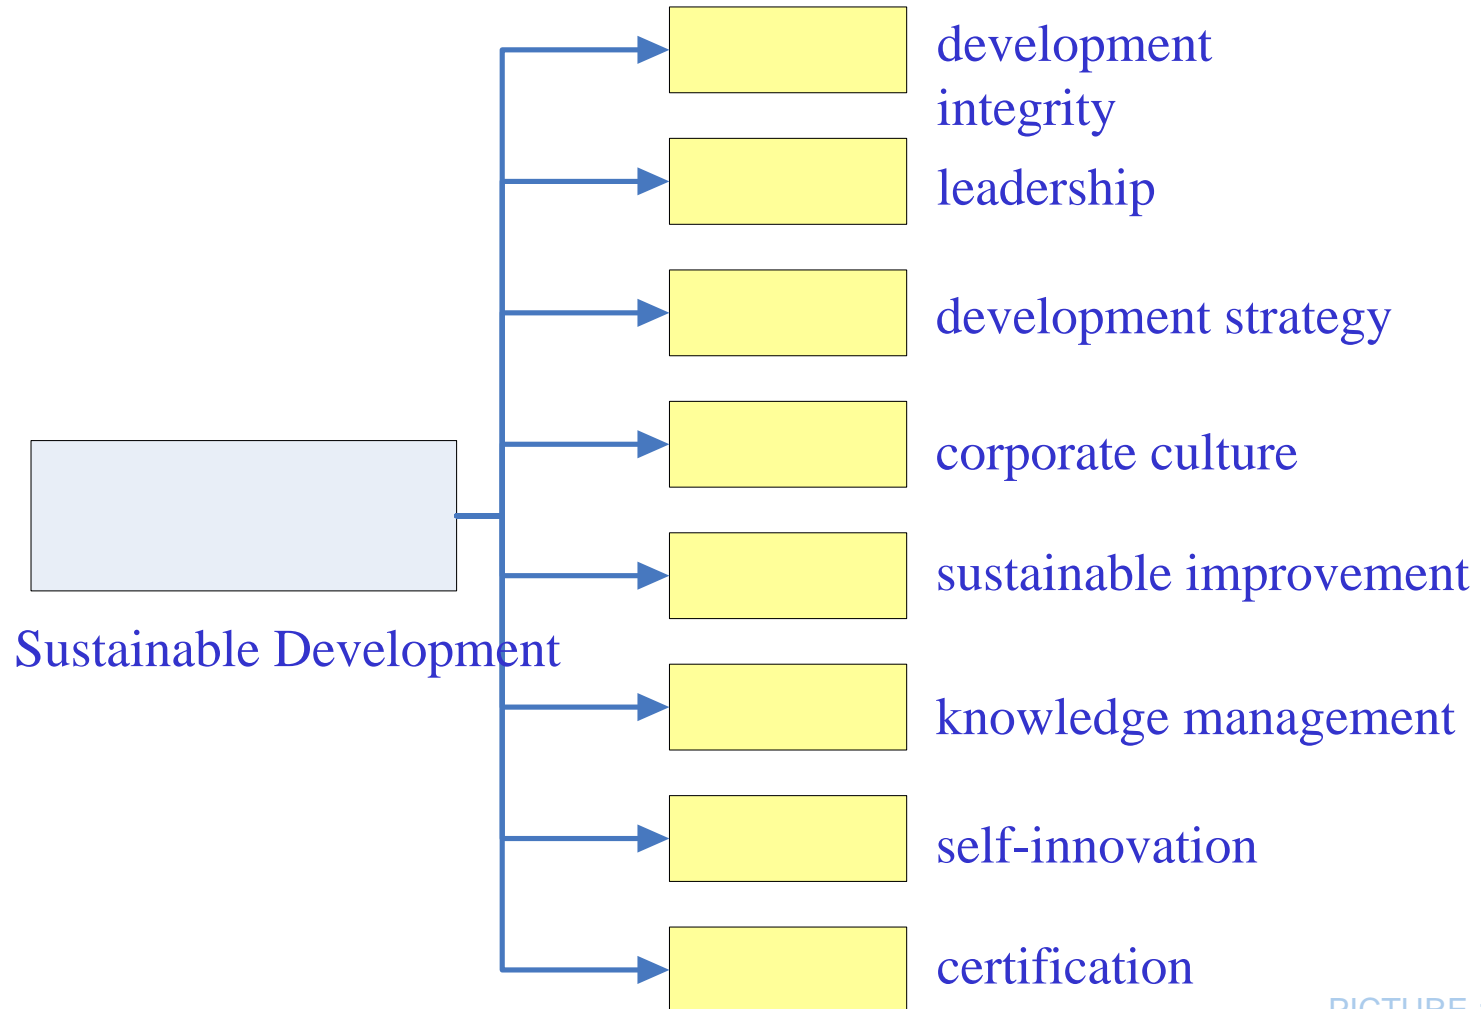 development
integrity
leadership
development strategy
corporate culture
sustainable improvement
Sustainable Development
knowledge management
self-innovation
certification